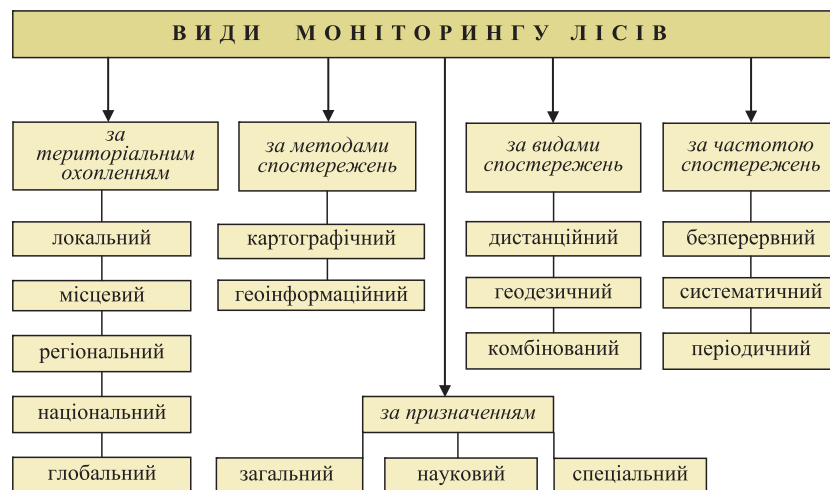 ВИДИ МОНІТОРИНГУ ЛІСІВ
за
територіальним
охопленням
локальний
місцевий
регіональний
національний
глобальний
за методами
спостережень
картографічний
геоінформаційний
за видами
спостережень
дистанційний
геодезичний
комбінований
за частотою
спостережень
безперервний
систематичний
періодичний
за призначенням
загальний
науковий
спеціальний